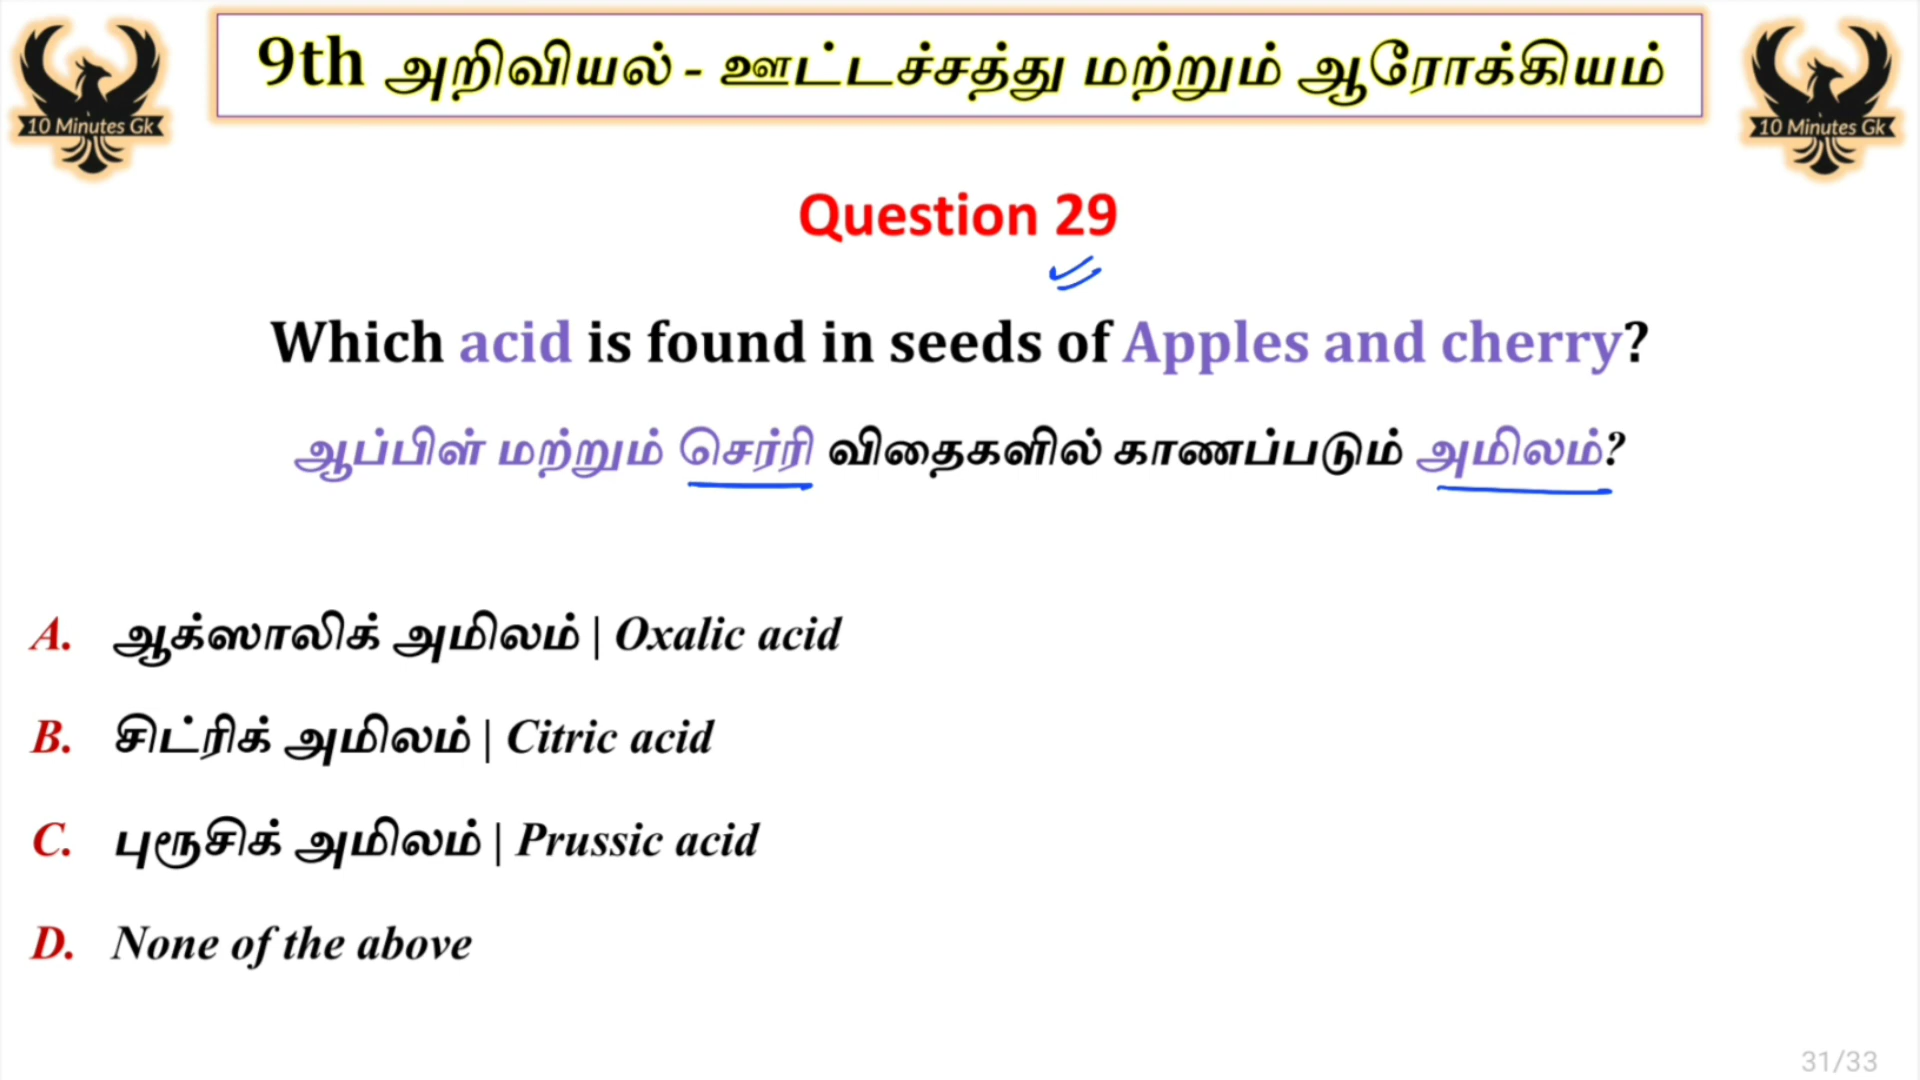 9th அறிவியல் - ஊட்டச்சத்து மற்றும் ஆரோக்கியம்
10 Minutes Gk
10 Minutes Gk
Question 29
Which acid is found in seeds of Apples and cherry?
ஆப்பிள் மற்றும் செர்ரி விதைகளில் காணப்படும் அமிலம்?
A. ஆக்ஸாலிக் அமிலம் | Oxalic acid
B. சிட்ரிக் அமிலம் | Citric acid
C. புரூசிக் அமிலம் | Prussic acid
D. None of the above
31/33